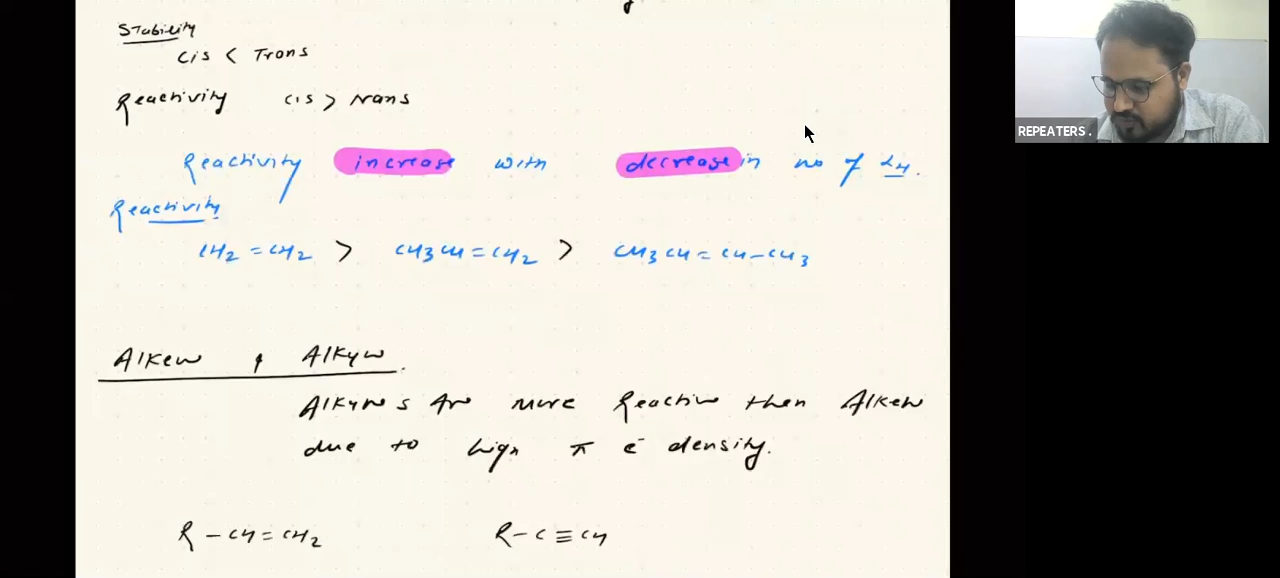 Stability
Cis < Trans
Reactivity cis > trans
Reactivity increase with decrease in no of αH.
Reactivity
CH2 = CH2 > CH3CH = CH2 > CH3CH = CH-CH3
Alkene & Alkyne.
Alkynes are more Reactive then Alkene
due to high π e⁻ density.
R - CH = CH2 R - C ≡ CH
REPEATERS .